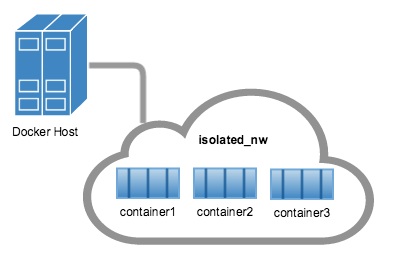 Docker Host
isolated_nw
container1
container2
container3